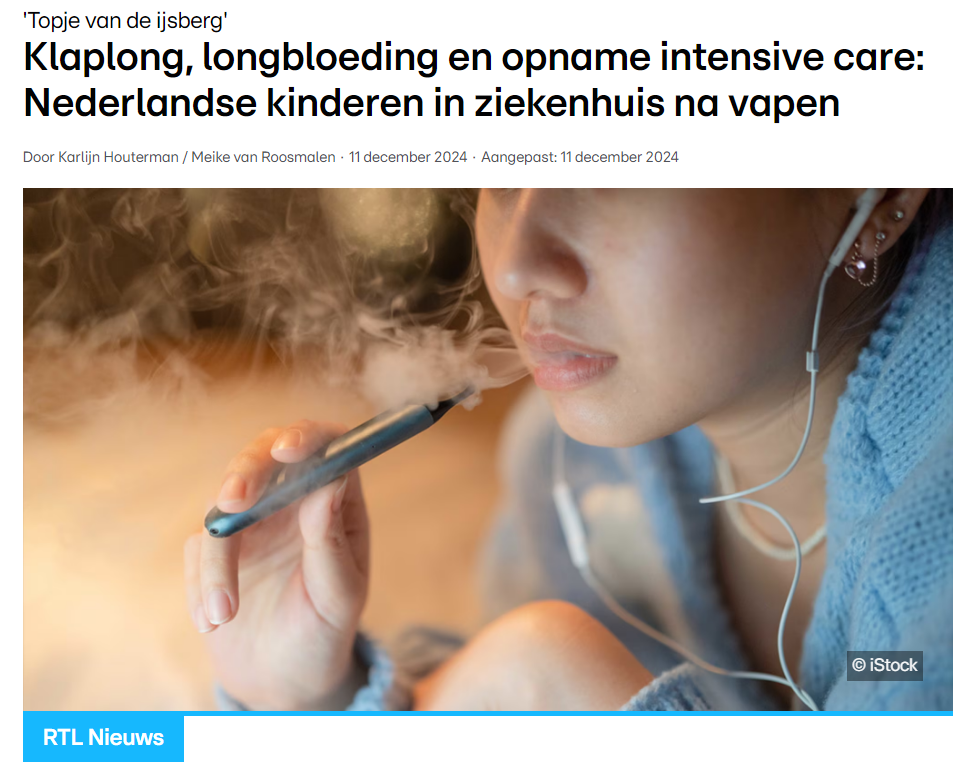 'Topje van de ijsberg'
Klaplong, longbloeding en opname intensive care:
Nederlandse kinderen in ziekenhuis na vapen
Door Karlijn Houterman / Meike van Roosmalen · 11 december 2024 · Aangepast: 11 december 2024
© iStock
RTL Nieuws